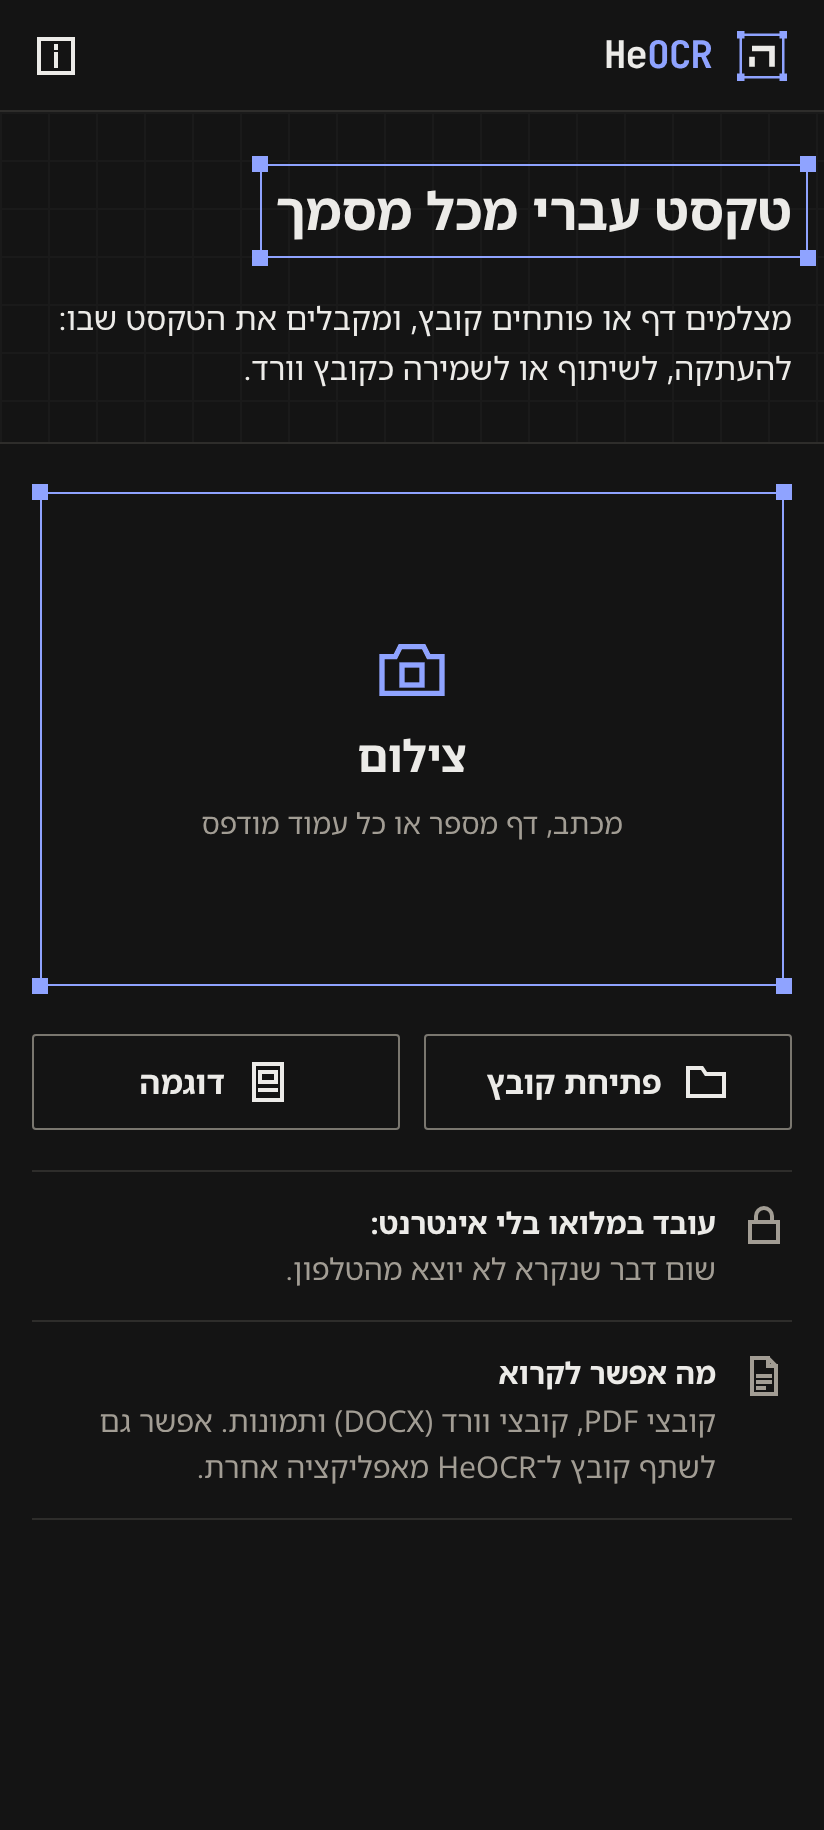 ה HeOCR
טקסט עברי מכל מסמך
מצלמים דף או פותחים קובץ, ומקבלים את הטקסט שבו:
להעתקה, לשיתוף או לשמירה כקובץ וורד.
צילום
מכתב, דף מספר או כל עמוד מודפס
פתיחת קובץ
דוגמה
עובד במלואו בלי אינטרנט:
שום דבר שנקרא לא יוצא מהטלפון.
מה אפשר לקרוא
קובצי PDF, קובצי וורד (DOCX) ותמונות. אפשר גם
לשתף קובץ ל־HeOCR מאפליקציה אחרת.